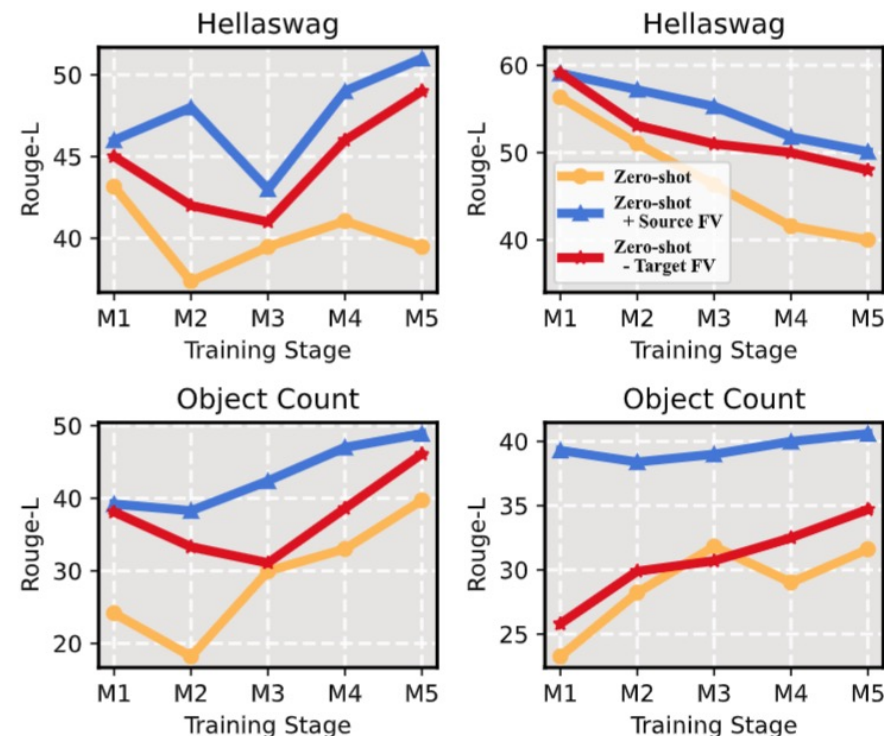 Hellaswag
50
45
40
Rouge-L
M1 M2 M3 M4 M5
Training Stage
Hellaswag
60
50
40
Rouge-L
Zero-shot
Zero-shot
+ Source FV
Zero-shot
- Target FV
M1 M2 M3 M4 M5
Training Stage
Object Count
50
40
30
20
Rouge-L
M1 M2 M3 M4 M5
Training Stage
Object Count
40
35
30
25
Rouge-L
M1 M2 M3 M4 M5
Training Stage